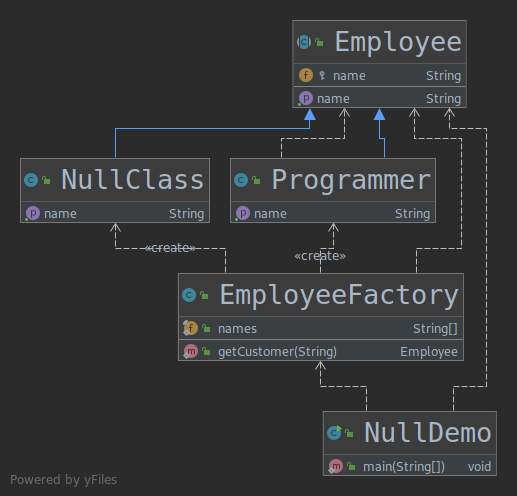 Employee
name String
name String
NullClass
name String
Programmer
name String
«create»
«create»
EmployeeFactory
names String[]
getCustomer(String) Employee
NullDemo
main(String[]) void
Powered by yFiles